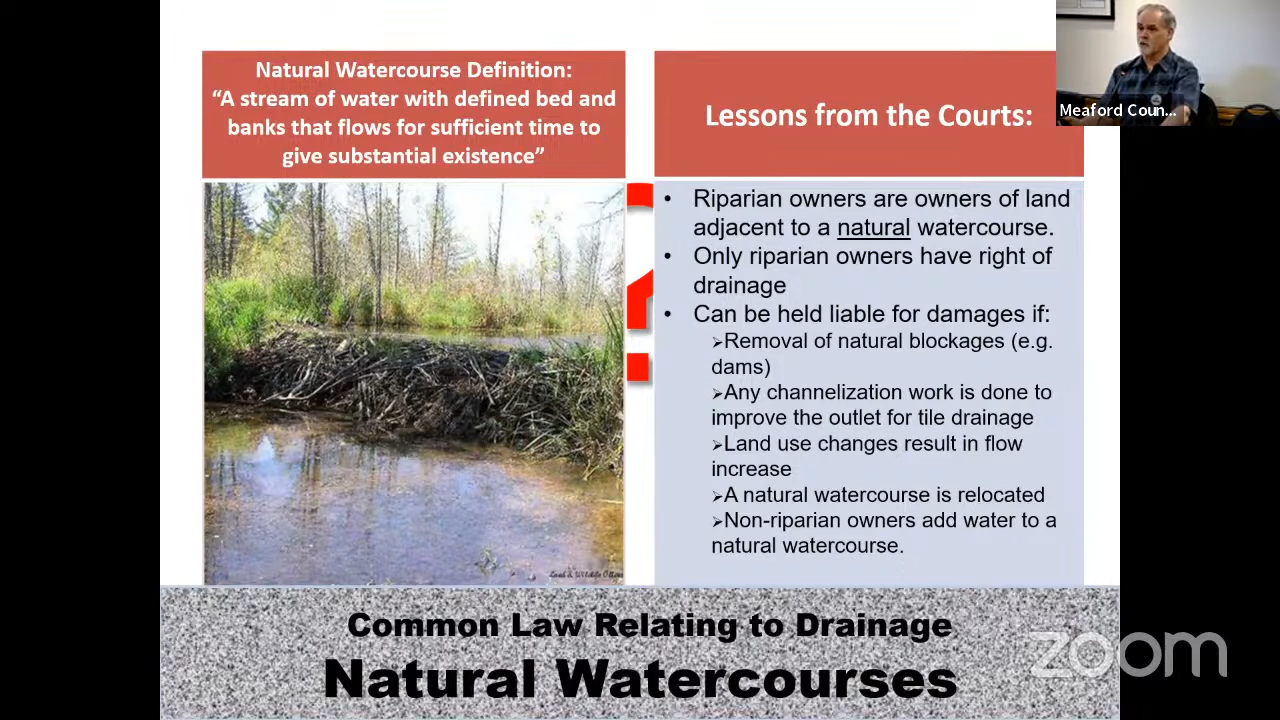 Natural Watercourse Definition:
“A stream of water with defined bed and
banks that flows for sufficient time to
give substantial existence”
Lessons from the Courts:
Meaford Coun...
• Riparian owners are owners of land
adjacent to a natural watercourse.
• Only riparian owners have right of
drainage
• Can be held liable for damages if:
➢Removal of natural blockages (e.g.
dams)
➢Any channelization work is done to
improve the outlet for tile drainage
➢Land use changes result in flow
increase
➢A natural watercourse is relocated
➢Non-riparian owners add water to a
natural watercourse.
?
Common Law Relating to Drainage
Natural Watercourses
zoom